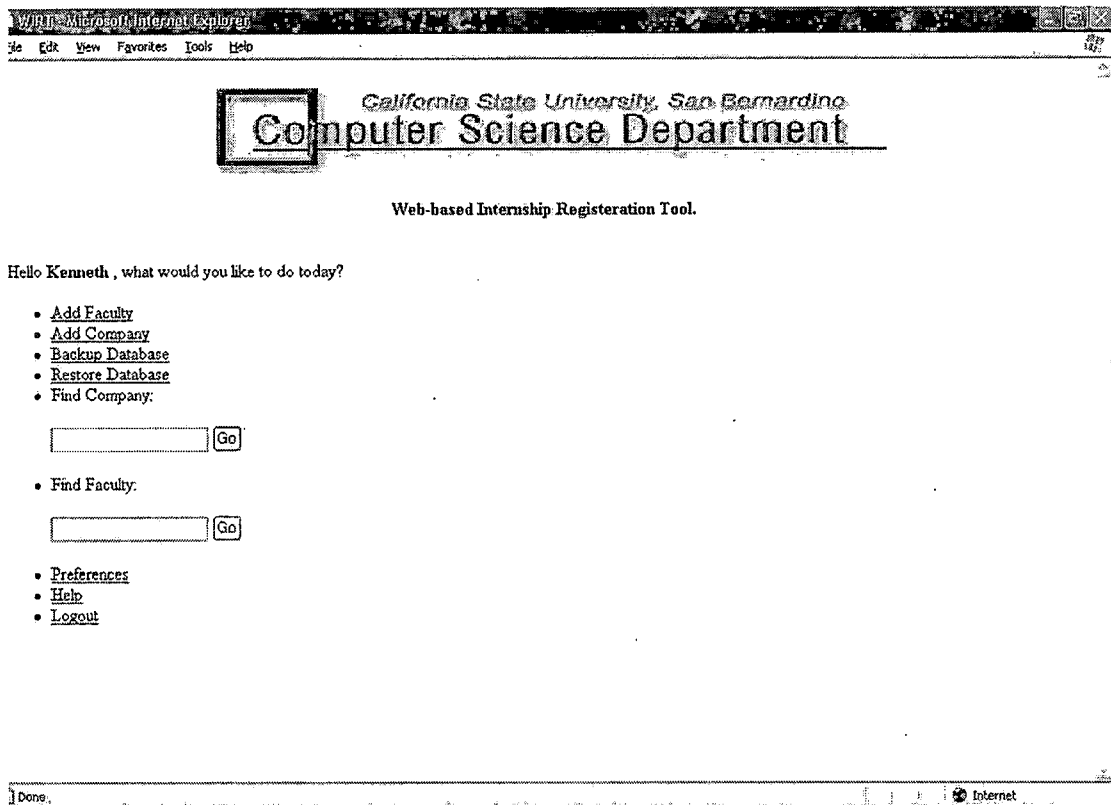 WIRT - Microsoft Internet Explorer
File Edit View Favorites Tools Help
California State University, San Bernardino
Computer Science Department
Web-based Internship Registeration Tool.
Hello Kenneth , what would you like to do today?
• Add Faculty
• Add Company
• Backup Database
• Restore Database
• Find Company:
Go
• Find Faculty:
Go
• Preferences
• Help
• Logout
Done Internet